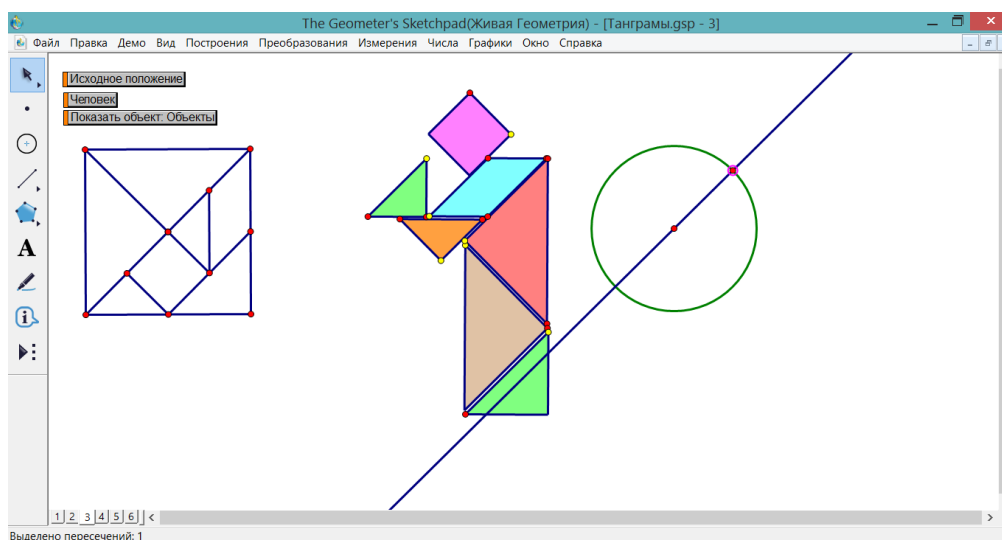 The Geometer's Sketchpad(Живая Геометрия) - [Танграмы.gsp - 3]
Файл Правка Демо Вид Построения Преобразования Измерения Числа Графики Окно Справка
Исходное положение
Человек
Показать объект: Объекты
A
1 2 3 4 5 6
Выделено пересечений: 1